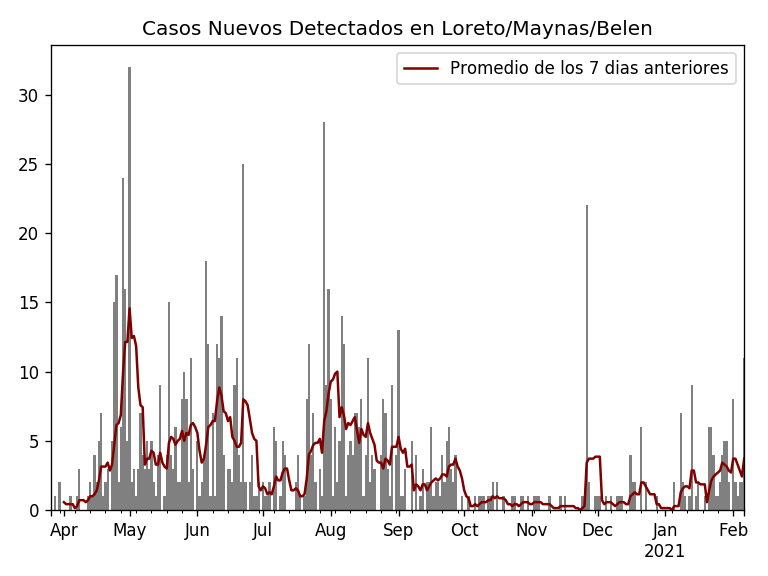 Casos Nuevos Detectados en Loreto/Maynas/Belen
Promedio de los 7 dias anteriores
30
25
20
15
10
5
0
Apr May Jun Jul Aug Sep Oct Nov Dec Jan Feb
2021